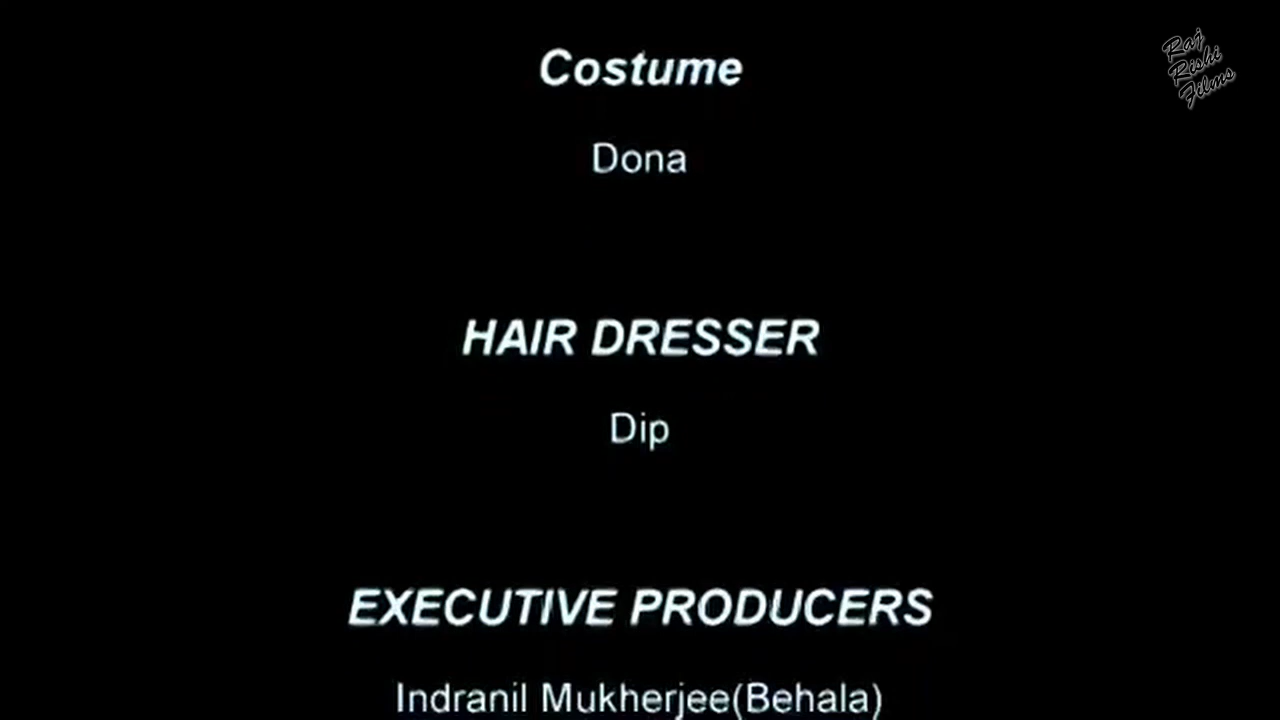 Costume
Raj
Rishi
Films
Dona
HAIR DRESSER
Dip
EXECUTIVE PRODUCERS
Indranil Mukherjee(Behala)